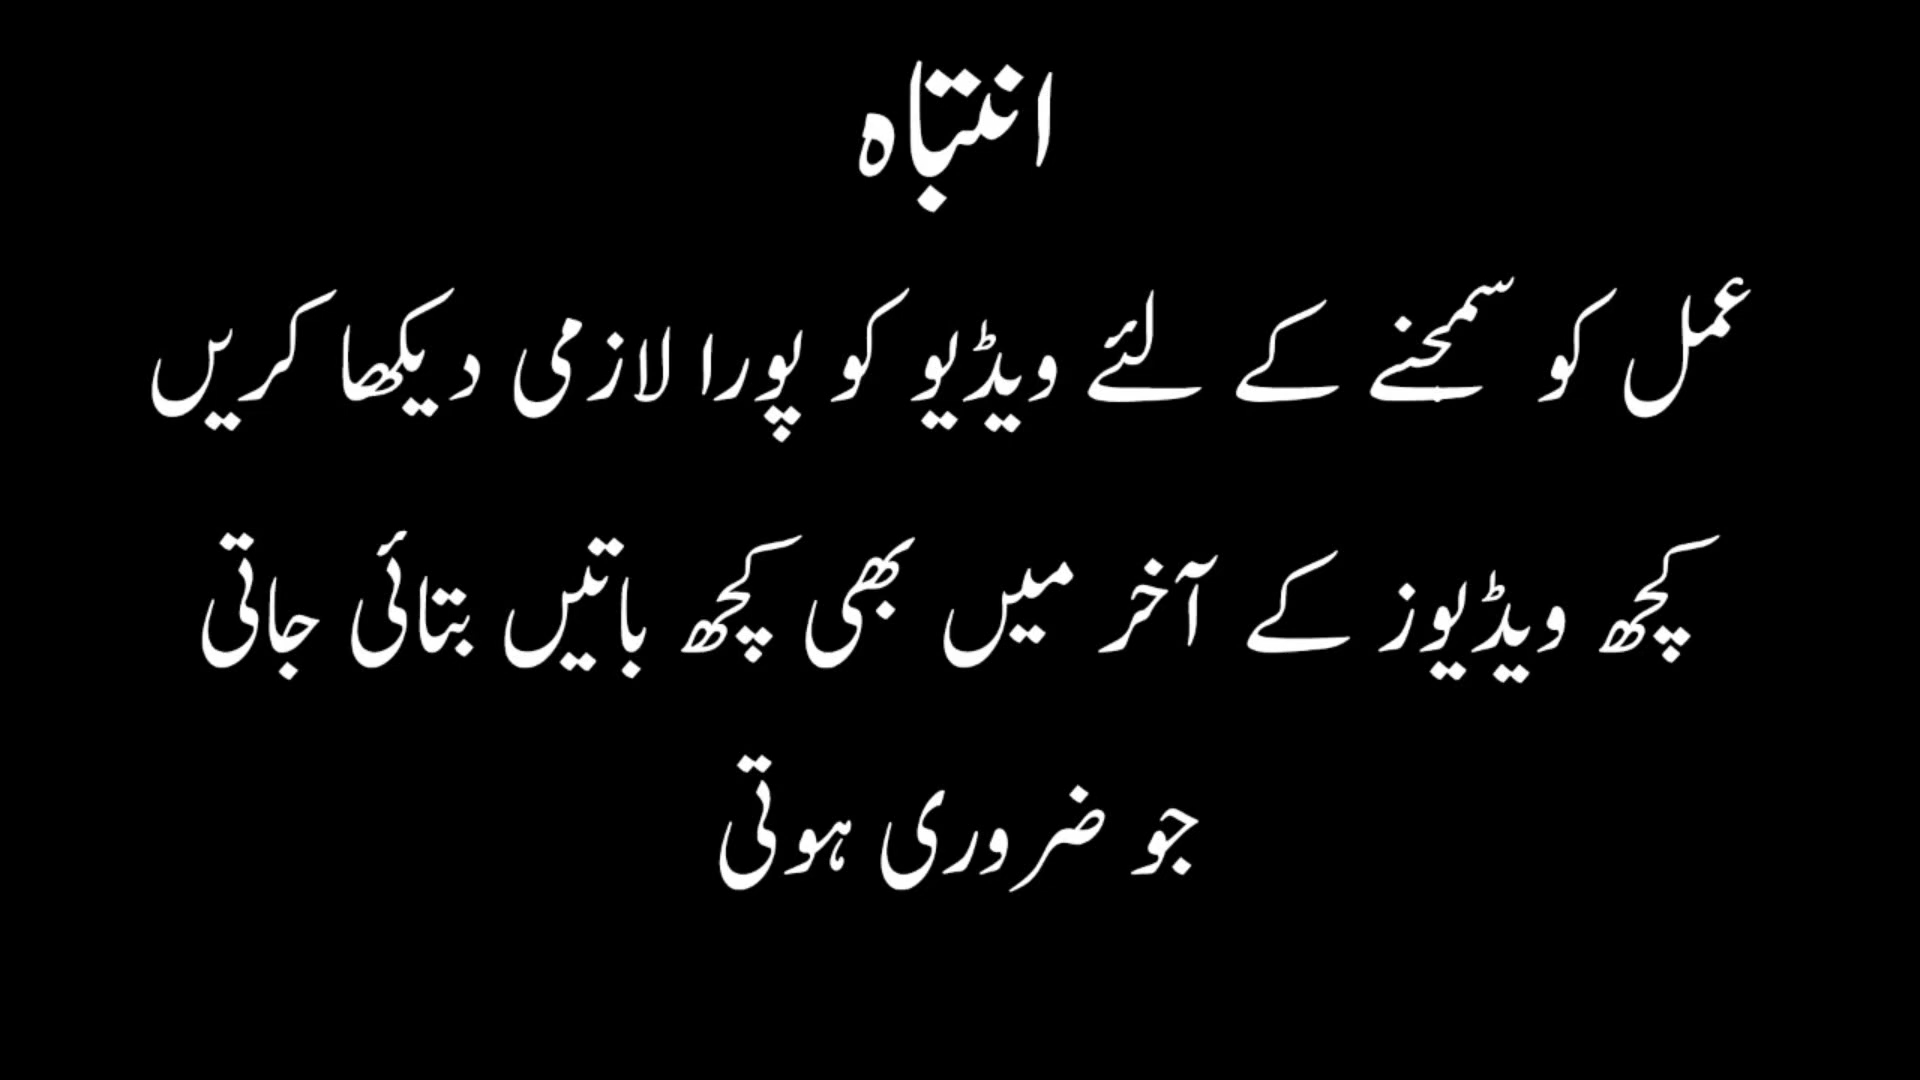 انتباہ
عمل کو سمجنے کے لئے ویڈیو کو پورا لازمی دیکھا کریں
کچھ ویڈیوز کے آخر میں بھی کچھ باتیں بتائی جاتی
جو ضروری ہوتی